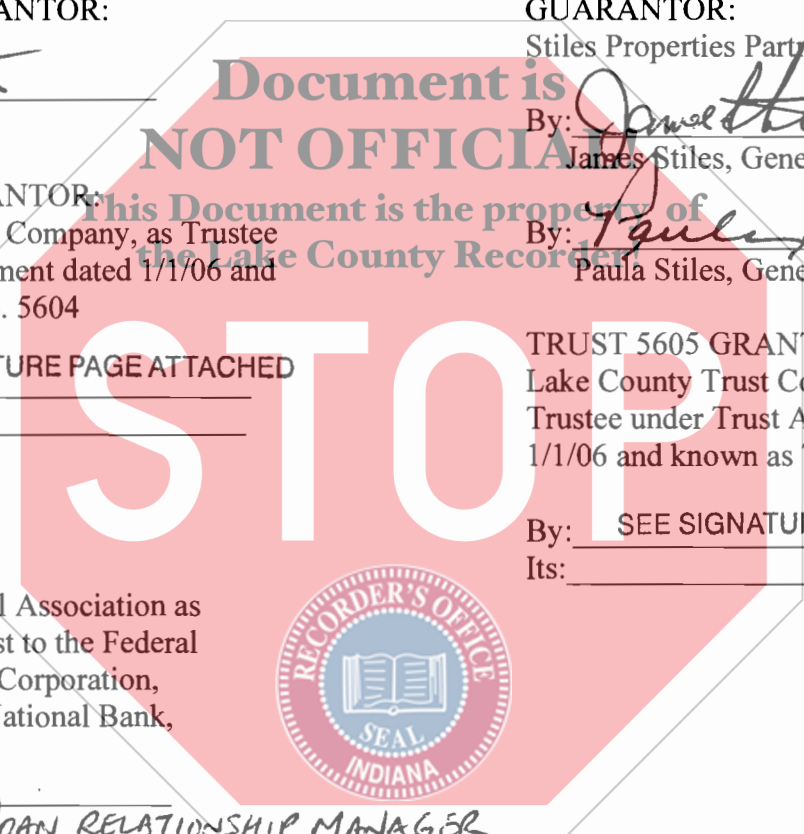 ANTOR:
ANTOR:
Company, as Trustee
ment dated 1/1/06 and
. 5604
TURE PAGE ATTACHED
l Association as
st to the Federal
Corporation,
National Bank,
OAN RELATIONSHIP MANAGER
GUARANTOR:
Stiles Properties Partn
By:
James Stiles, Gene
By: Paula
Paula Stiles, Gene
TRUST 5605 GRANT
Lake County Trust Co
Trustee under Trust A
1/1/06 and known as T
By: SEE SIGNATU
Its:
Document is
NOT OFFICIAL!
This Document is the property of
the Lake County Recorder!
STOP
RECORDER'S OFFICE
SEAL
INDIANA